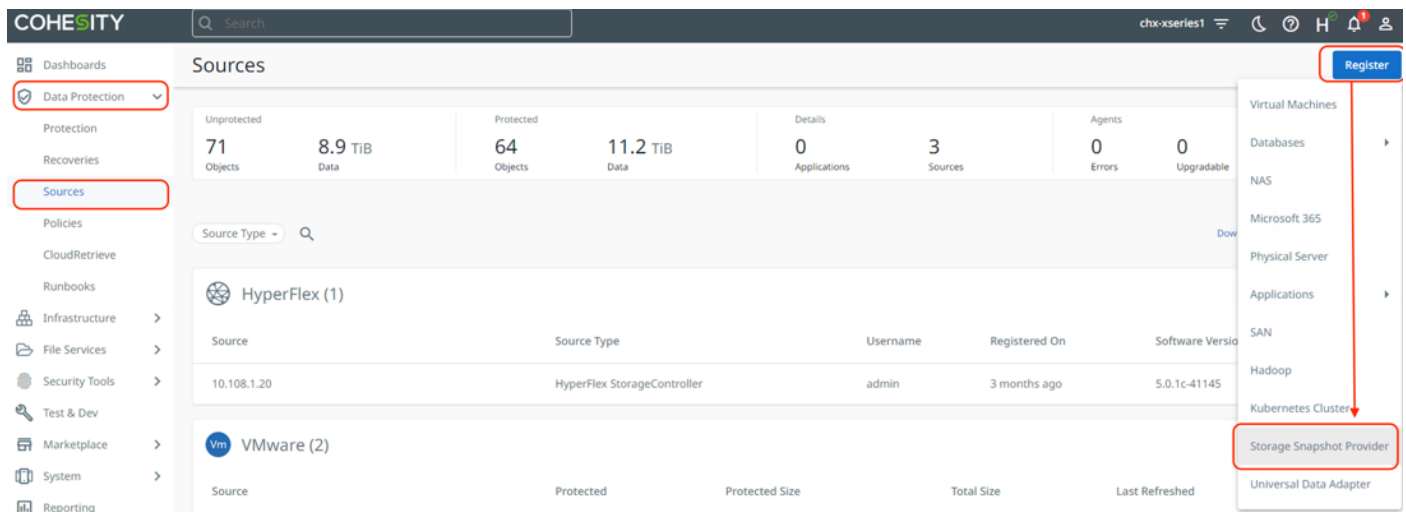 COHESITY
Search
chx-xseries1
H
1
Dashboards
Data Protection
Protection
Recoveries
Sources
Policies
CloudRetrieve
Runbooks
Infrastructure
File Services
Security Tools
Test & Dev
Marketplace
System
Reporting
Sources
Register
Unprotected
71
Objects
8.9 TiB
Data
Protected
64
Objects
11.2 TiB
Data
Details
0
Applications
3
Sources
Agents
0
Errors
0
Upgradable
Source Type
Dow
HyperFlex (1)
Source Source Type Username Registered On Software Versio
10.108.1.20 HyperFlex StorageController admin 3 months ago 5.0.1c-41145
Vm VMware (2)
Source Protected Protected Size Total Size Last Refreshed
Virtual Machines
Databases
NAS
Microsoft 365
Physical Server
Applications
SAN
Hadoop
Kubernetes Cluster
Storage Snapshot Provider
Universal Data Adapter